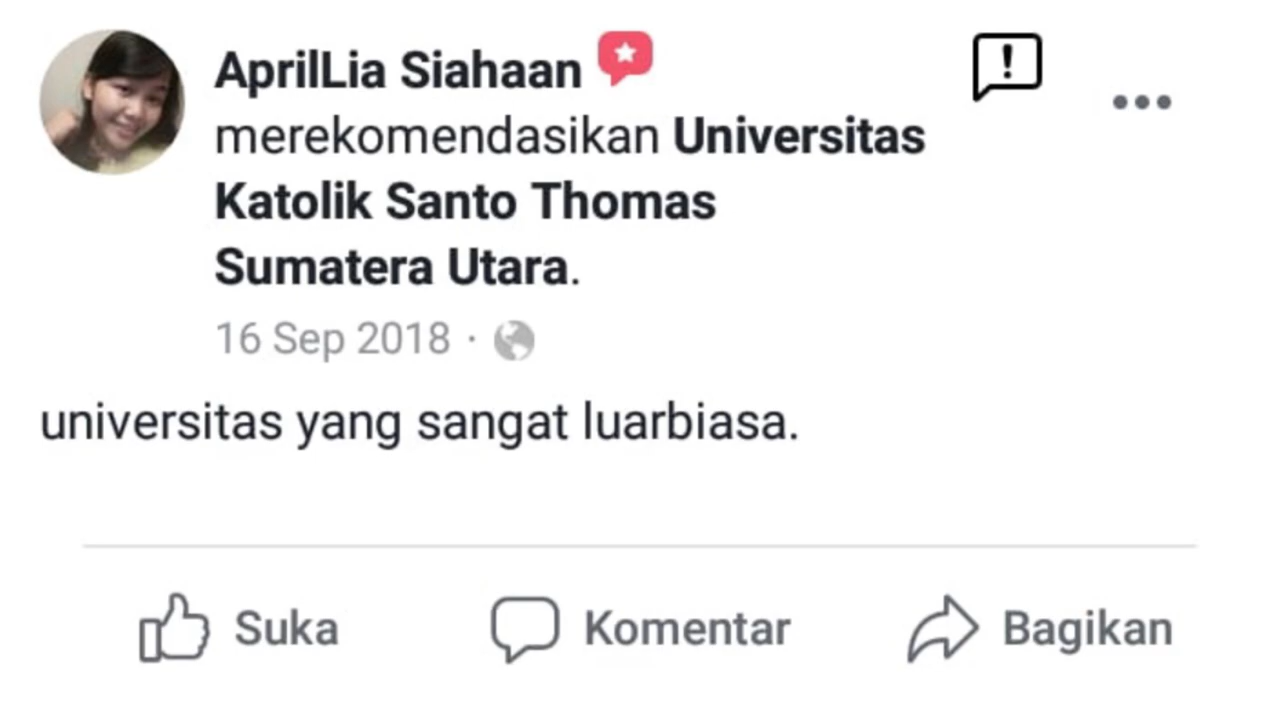 AprilLia Siahaan
merekomendasikan Universitas
Katolik Santo Thomas
Sumatera Utara.
16 Sep 2018 ·
universitas yang sangat luarbiasa.
Suka
Komentar
Bagikan